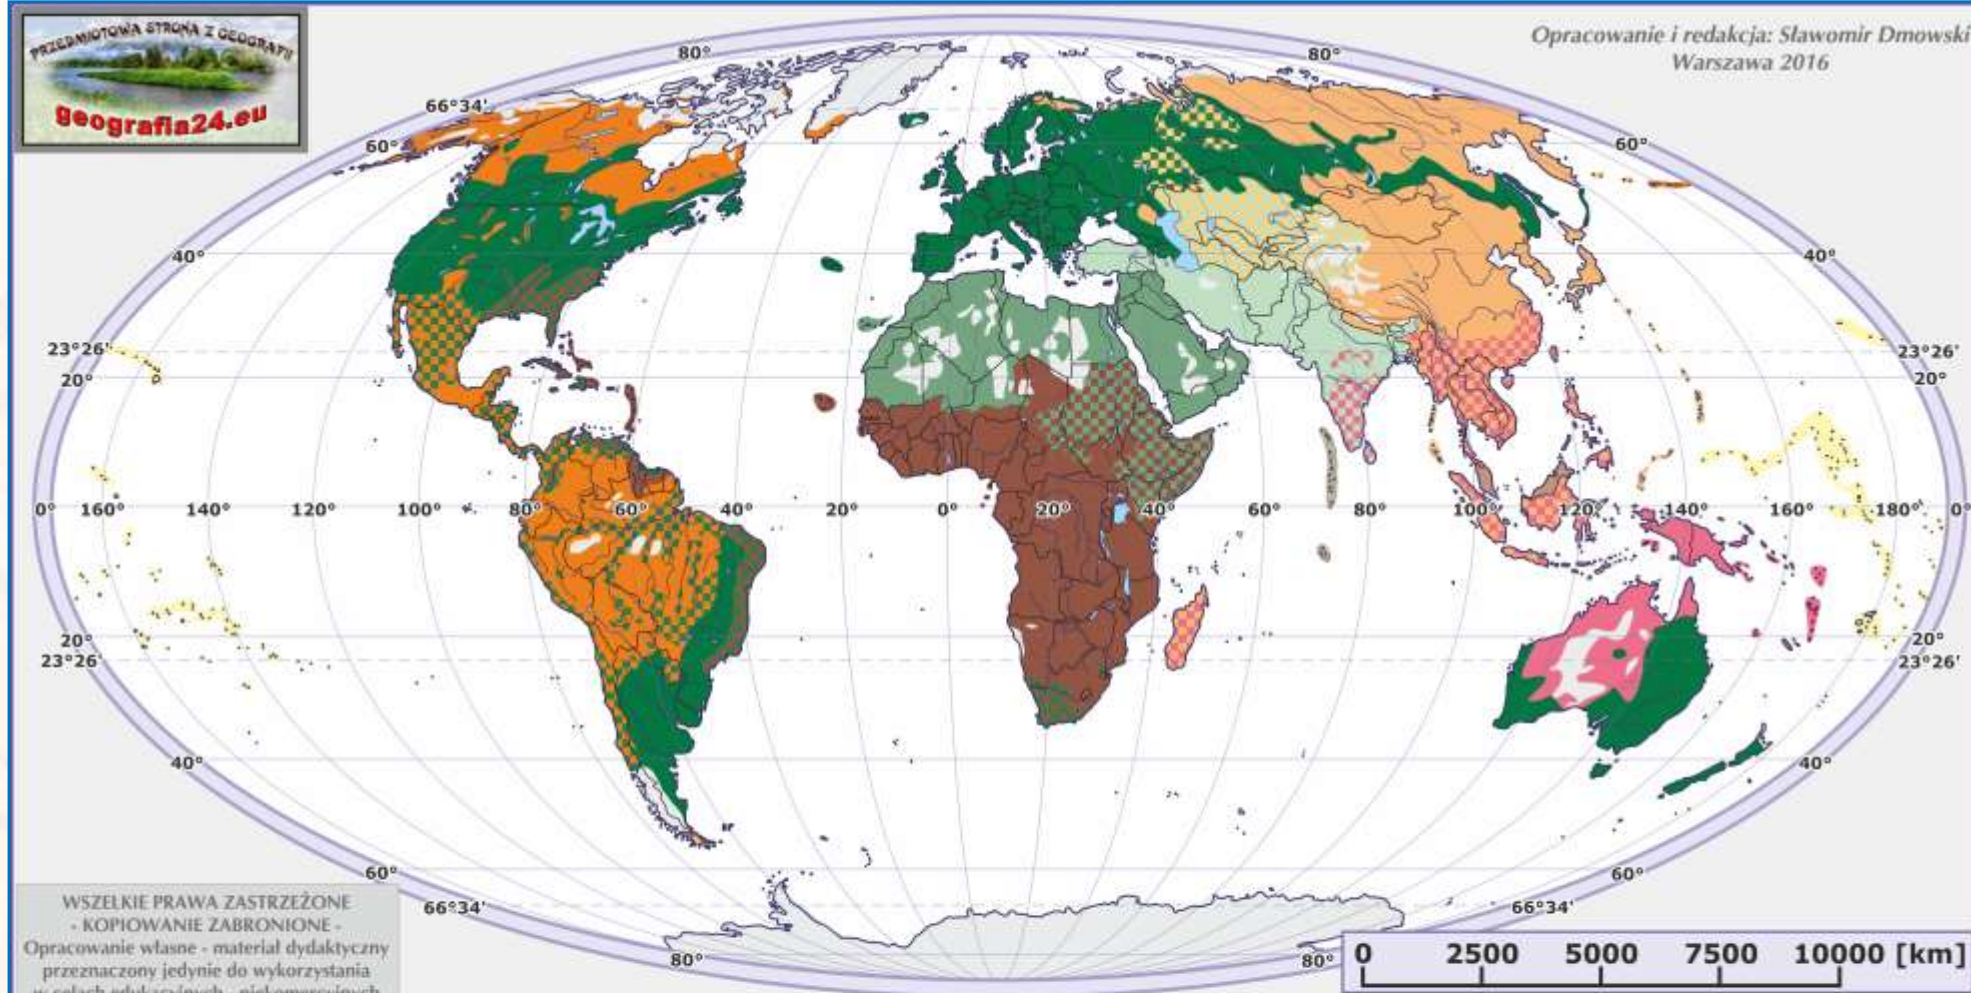 PRZEDMIOTOWA STRONA Z GEOGRAFII
geografia24.eu
Opracowanie i redakcja: Sławomir Dmowski
Warszawa 2016
80° 80°
66°34'
60° 60°
40° 40°
23°26' 23°26'
20° 20°
0° 160° 140° 120° 100° 80° 60° 40° 20° 0° 20° 40° 60° 80° 100° 120° 140° 160° 180° 0°
20° 20°
23°26' 23°26'
40° 40°
60° 60°
66°34' 66°34'
80° 80°
WSZELKIE PRAWA ZASTRZEŻONE
- KOPIOWANIE ZABRONIONE -
Opracowanie własne - materiał dydaktyczny
przeznaczony jedynie do wykorzystania
w celach edukacyjnych - niekomercyjnych
0 2500 5000 7500 10000 [km]